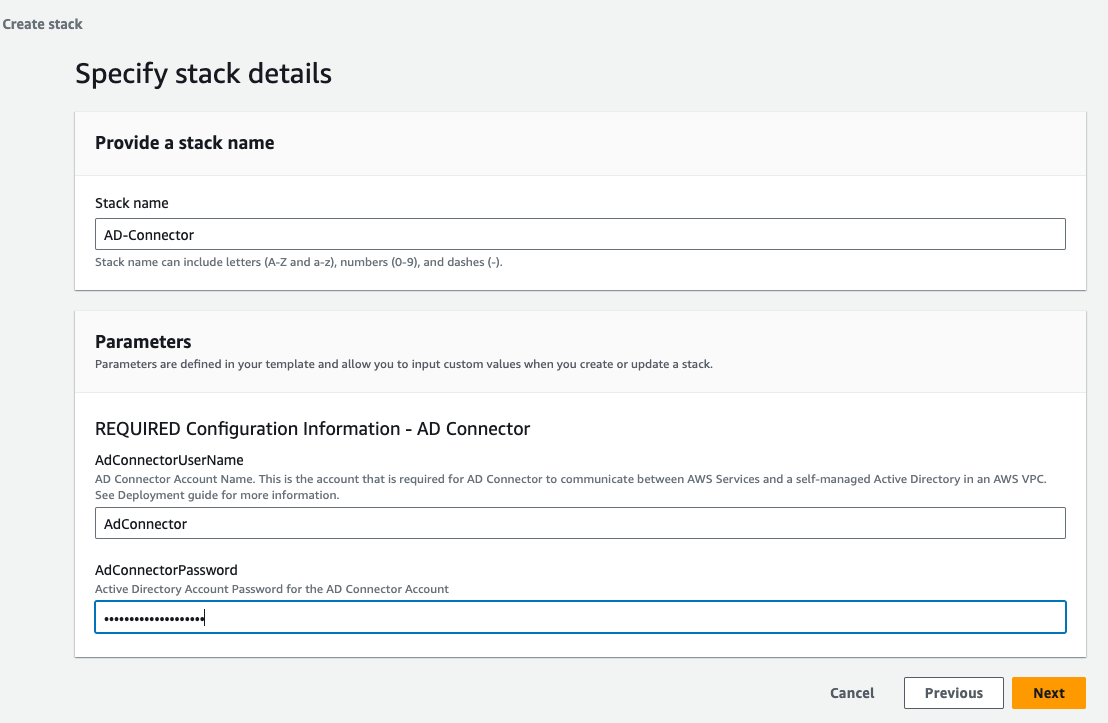 Create stack
Specify stack details
Provide a stack name
Stack name
AD-Connector
Stack name can include letters (A-Z and a-z), numbers (0-9), and dashes (-).
Parameters
Parameters are defined in your template and allow you to input custom values when you create or update a stack.
REQUIRED Configuration Information - AD Connector
AdConnectorUserName
AD Connector Account Name. This is the account that is required for AD Connector to communicate between AWS Services and a self-managed Active Directory in an AWS VPC.
See Deployment guide for more information.
AdConnector
AdConnectorPassword
Active Directory Account Password for the AD Connector Account
••••••••••••••••••••
Cancel Previous Next